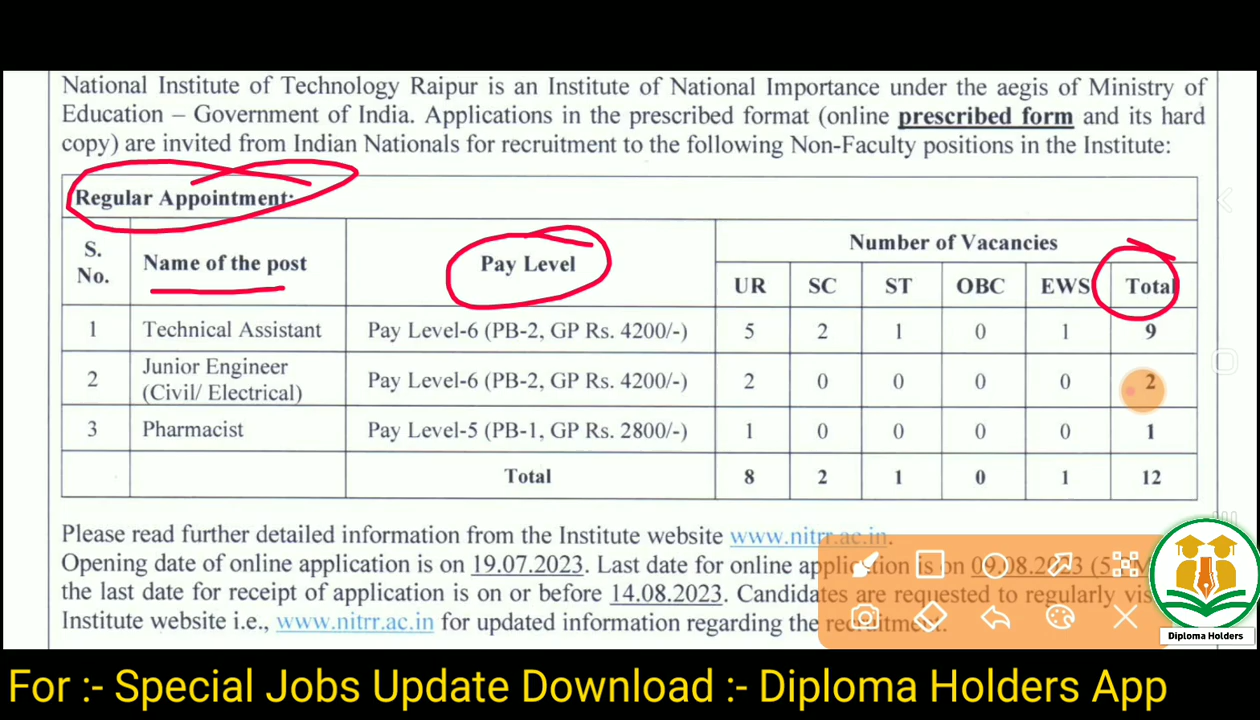 National Institute of Technology Raipur is an Institute of National Importance under the aegis of Ministry of
Education – Government of India. Applications in the prescribed format (online prescribed form and its hard
copy) are invited from Indian Nationals for recruitment to the following Non-Faculty positions in the Institute:
Regular Appointment:
S. No. Name of the post Pay Level Number of Vacancies
UR SC ST OBC EWS Total
1 Technical Assistant Pay Level-6 (PB-2, GP Rs. 4200/-) 5 2 1 0 1 9
2 Junior Engineer (Civil/ Electrical) Pay Level-6 (PB-2, GP Rs. 4200/-) 2 0 0 0 0 2
3 Pharmacist Pay Level-5 (PB-1, GP Rs. 2800/-) 1 0 0 0 0 1
Total 8 2 1 0 1 12
Please read further detailed information from the Institute website www.nitrr.ac.in.
Opening date of online application is on 19.07.2023. Last date for online application is on 09.08.2023 (5
the last date for receipt of application is on or before 14.08.2023. Candidates are requested to regularly
Institute website i.e., www.nitrr.ac.in for updated information regarding the recruitment.
Diploma Holders
For :- Special Jobs Update Download :- Diploma Holders App